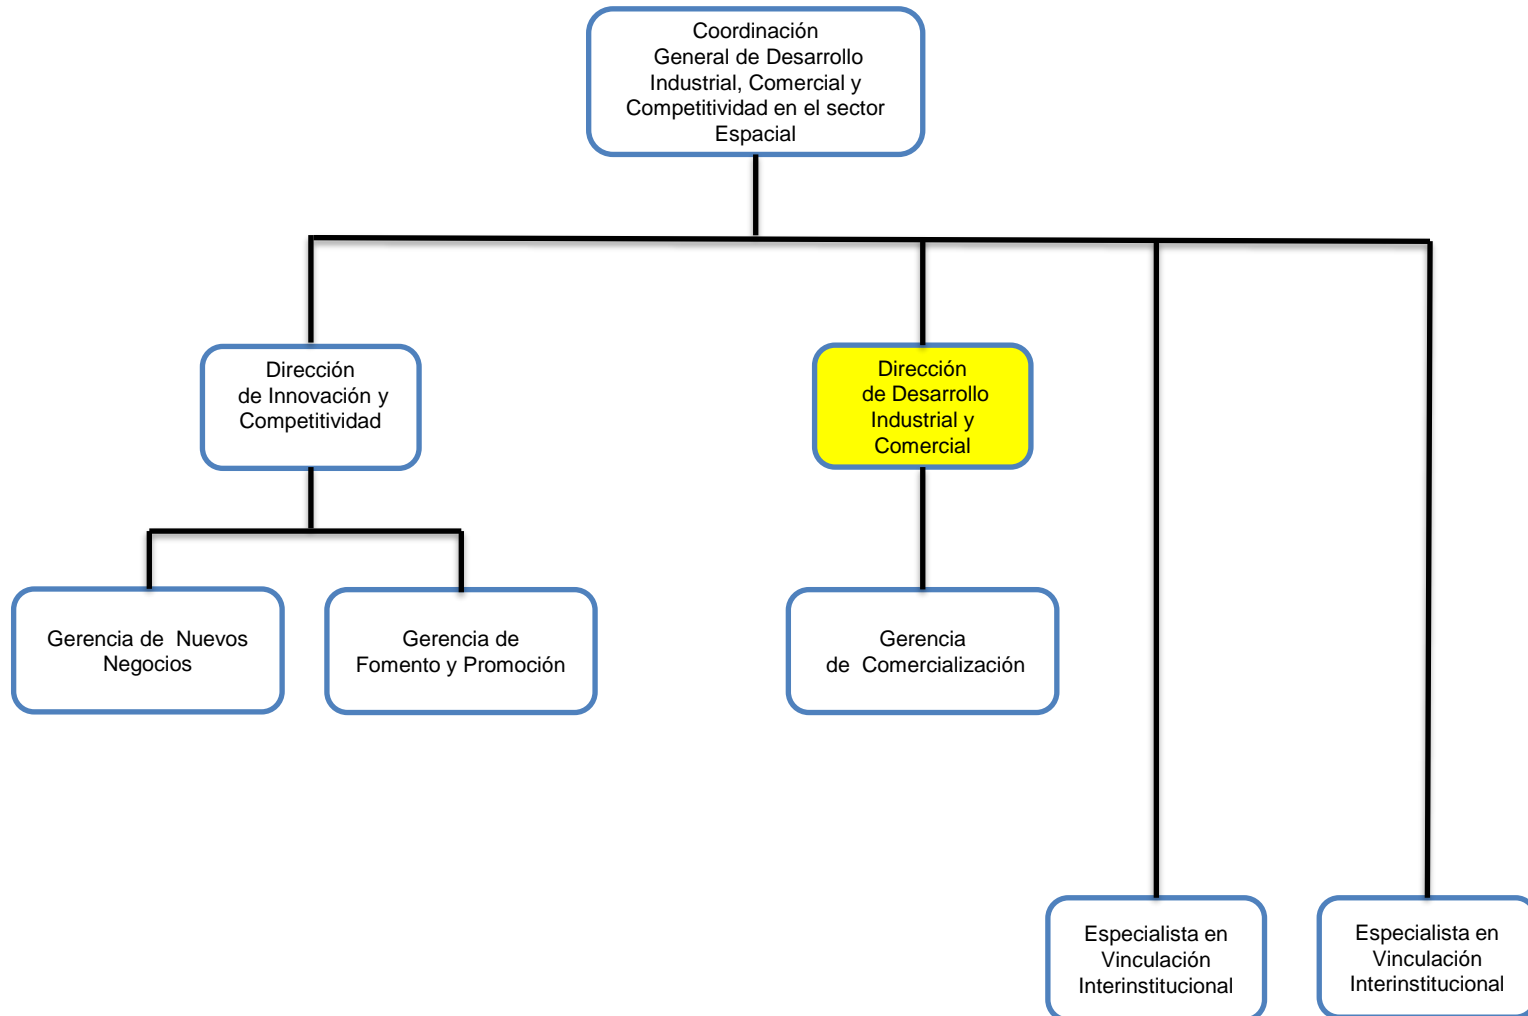 Coordinación
General de Desarrollo
Industrial, Comercial y
Competitividad en el sector
Espacial
Dirección
de Innovación y
Competitividad
Dirección
de Desarrollo
Industrial y
Comercial
Gerencia de Nuevos
Negocios
Gerencia de
Fomento y Promoción
Gerencia
de Comercialización
Especialista en
Vinculación
Interinstitucional
Especialista en
Vinculación
Interinstitucional